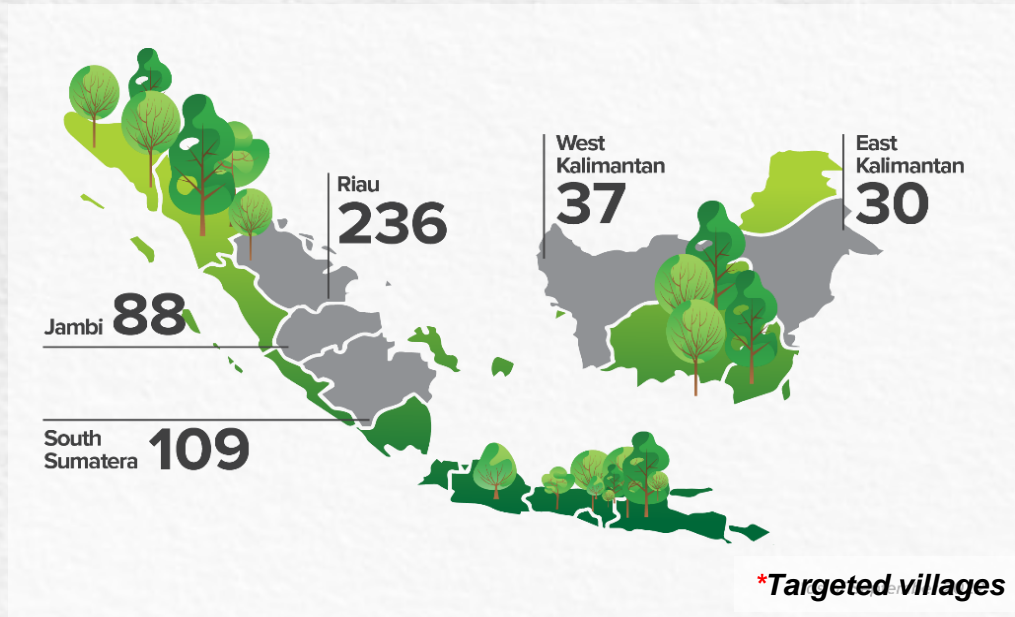 West
Kalimantan
37
East
Kalimantan
30
Riau
236
Jambi 88
South
Sumatera 109
*Targeted villages